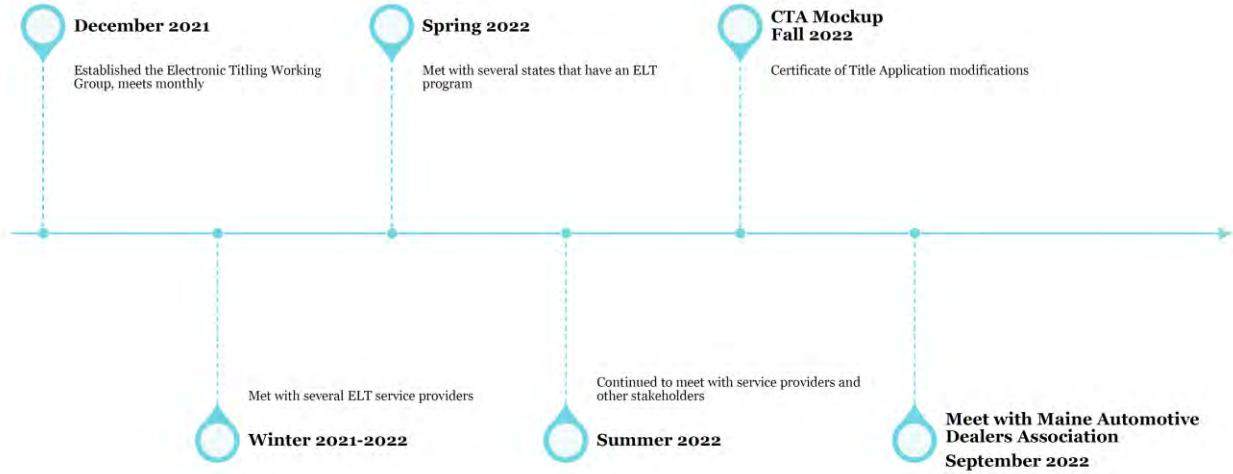 December 2021
Established the Electronic Titling Working
Group, meets monthly
Spring 2022
Met with several states that have an ELT
program
CTA Mockup
Fall 2022
Certificate of Title Application modifications
Met with several ELT service providers
Winter 2021-2022
Continued to meet with service providers and
other stakeholders
Summer 2022
Meet with Maine Automotive
Dealers Association
September 2022